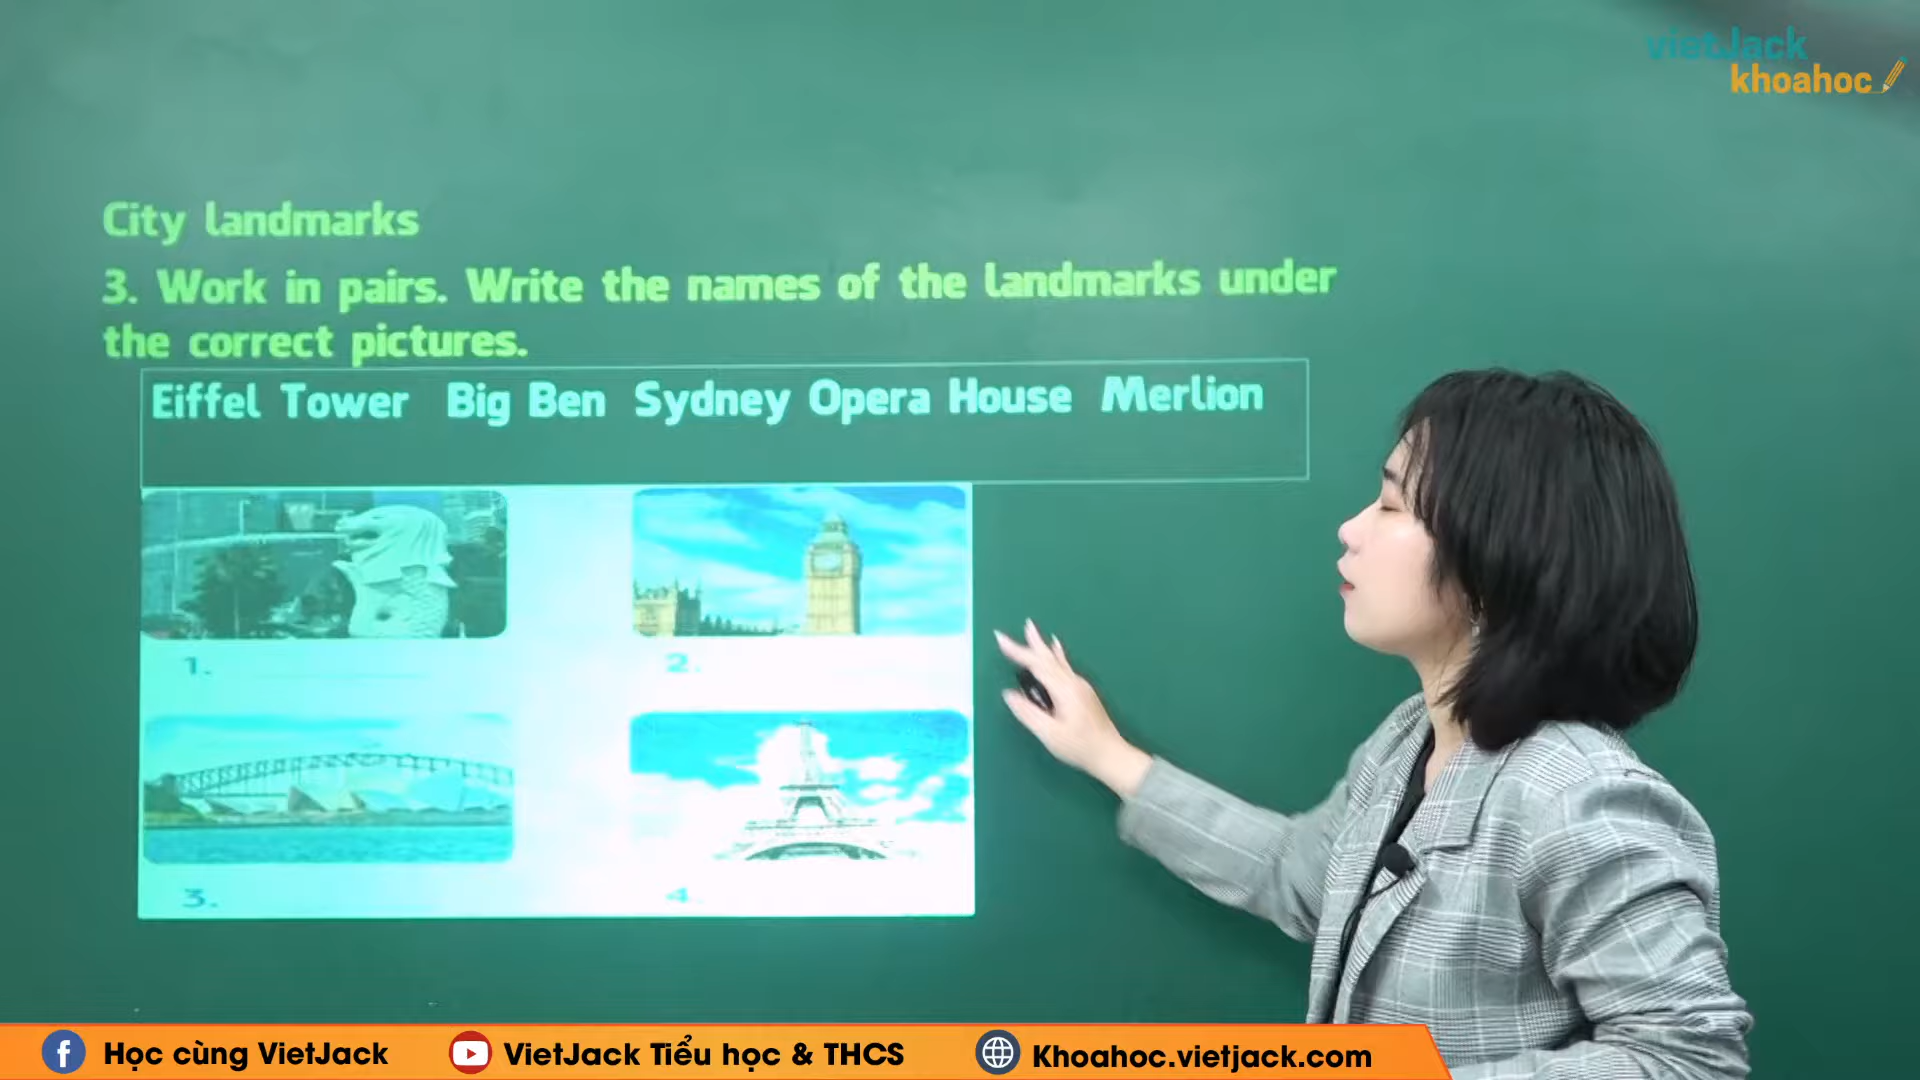 vietJack
khoahoc
City landmarks
3. Work in pairs. Write the names of the landmarks under
the correct pictures.
Eiffel Tower Big Ben Sydney Opera House Merlion
1. 2.
3. 4.
Học cùng VietJack VietJack Tiểu học & THCS Khoahoc.vietjack.com